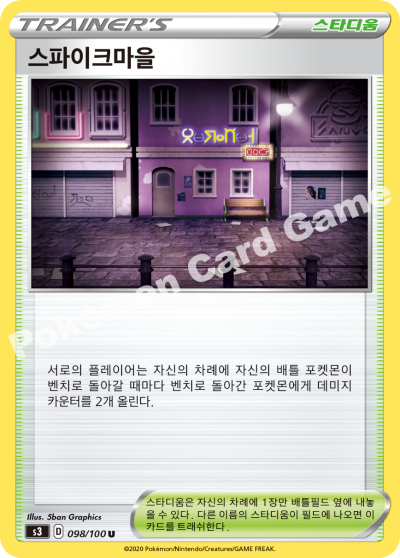 TRAINER'S
스타디움
스파이크마을
GOLF
Pokémon Card Game
서로의 플레이어는 자신의 차례에 자신의 배틀 포켓몬이
벤치로 돌아갈 때마다 벤치로 돌아간 포켓몬에게 데미지
카운터를 2개 올린다.
Illus. 5ban Graphics
s3 D 098/100 U
스타디움은 자신의 차례에 1장만 배틀필드 옆에 내놓
을 수 있다. 다른 이름의 스타디움이 필드에 나오면 이
카드를 트래쉬한다.
©2020 Pokémon/Nintendo/Creatures/GAME FREAK.